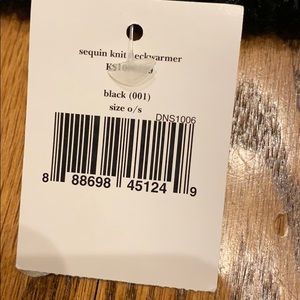 sequin knit neckwarmer
black (001)
size o/s
DNS1006
8 88698 45124 9